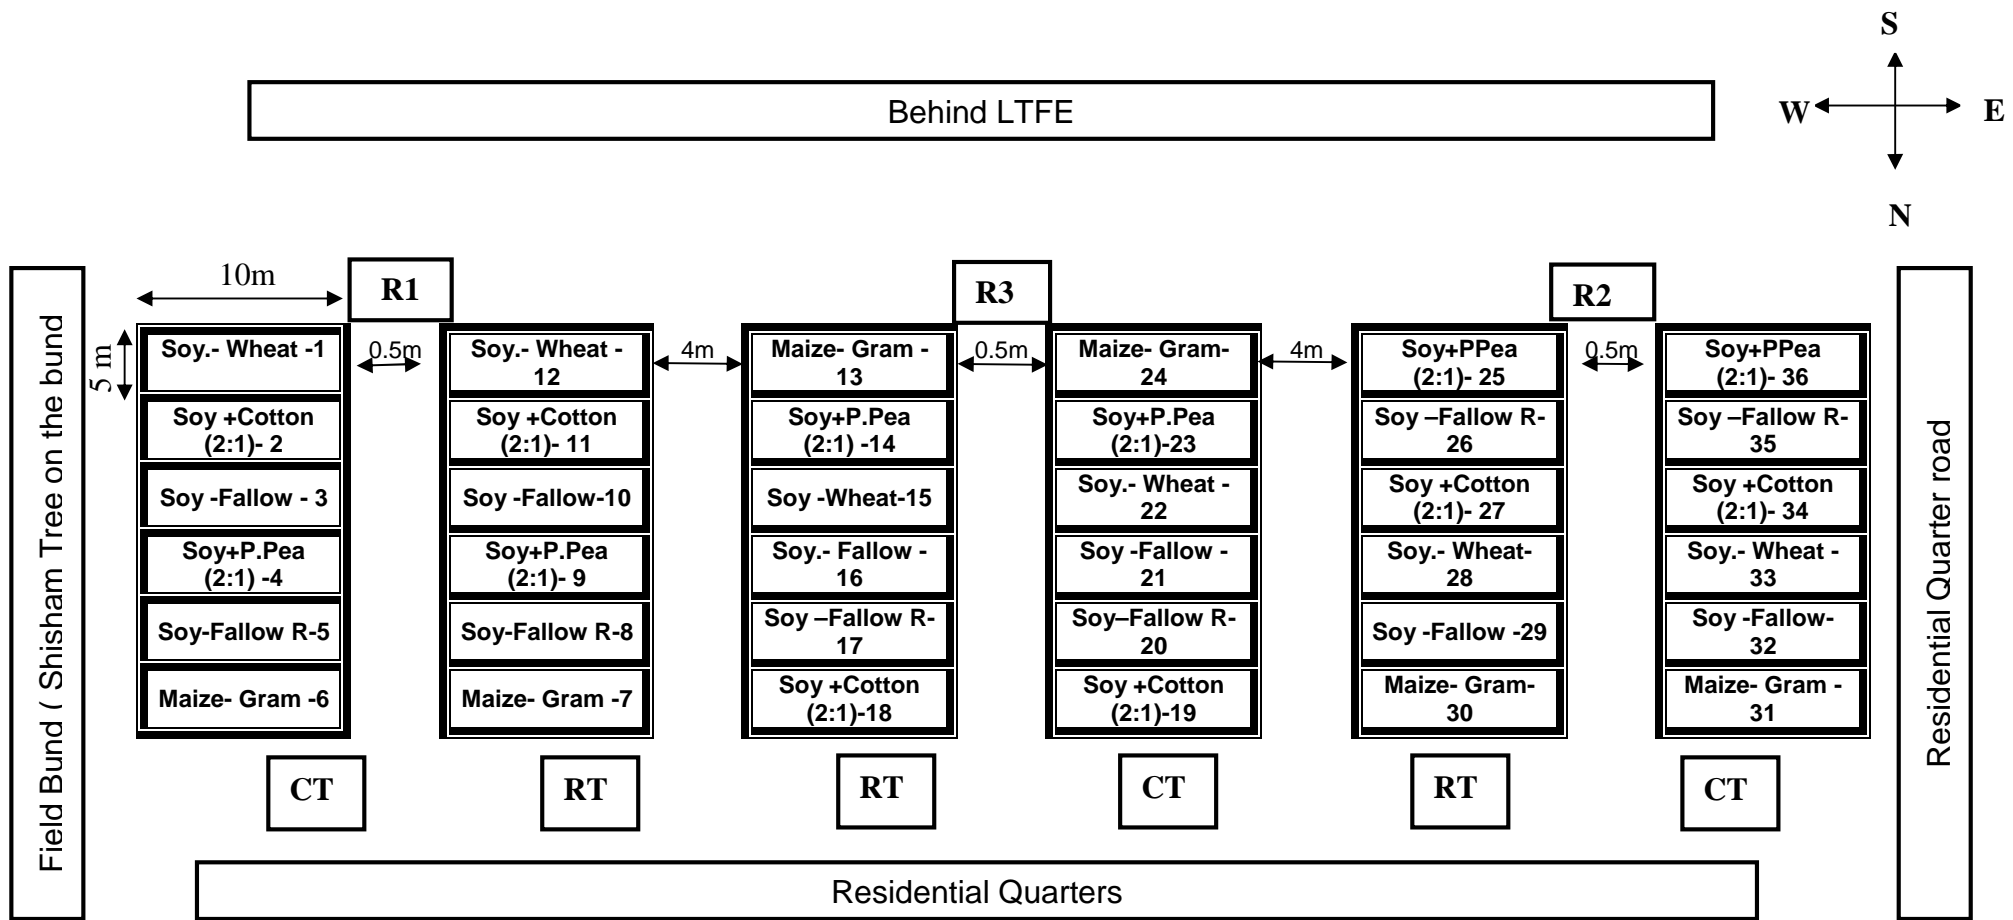 S
Behind LTFE
W
E
N
10m
R1
R3
R2
5 m
Field Bund ( Shisham Tree on the bund
Residential Quarter road
Soy.- Wheat -1
0.5m
Soy.- Wheat -
12
4m
Maize- Gram -
13
0.5m
Maize- Gram-
24
4m
Soy+PPea
(2:1)- 25
0.5m
Soy+PPea
(2:1)- 36
Soy +Cotton
(2:1)- 2
Soy +Cotton
(2:1)- 11
Soy+P.Pea
(2:1) -14
Soy+P.Pea
(2:1)-23
Soy –Fallow R-
26
Soy –Fallow R-
35
Soy -Fallow - 3
Soy -Fallow-10
Soy -Wheat-15
Soy.- Wheat -
22
Soy +Cotton
(2:1)- 27
Soy +Cotton
(2:1)- 34
Soy+P.Pea
(2:1) -4
Soy+P.Pea
(2:1)- 9
Soy.- Fallow -
16
Soy -Fallow -
21
Soy.- Wheat-
28
Soy.- Wheat -
33
Soy-Fallow R-5
Soy-Fallow R-8
Soy –Fallow R-
17
Soy–Fallow R-
20
Soy -Fallow -29
Soy -Fallow-
32
Maize- Gram -6
Maize- Gram -7
Soy +Cotton
(2:1)-18
Soy +Cotton
(2:1)-19
Maize- Gram-
30
Maize- Gram -
31
CT
RT
RT
CT
RT
CT
Residential Quarters